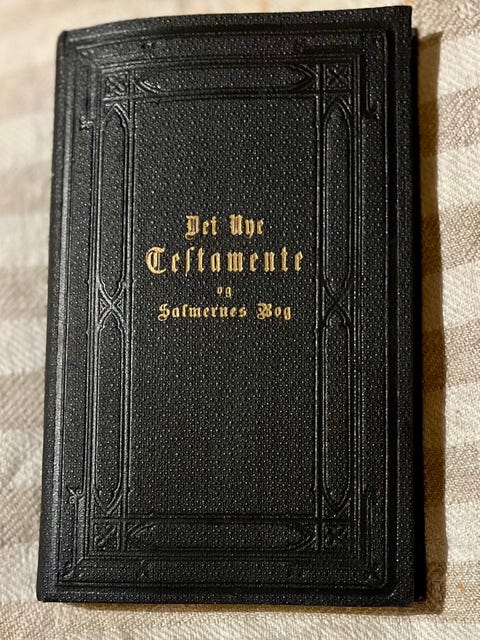 Det Nye
Teſtamente
og
Salmernes Bog